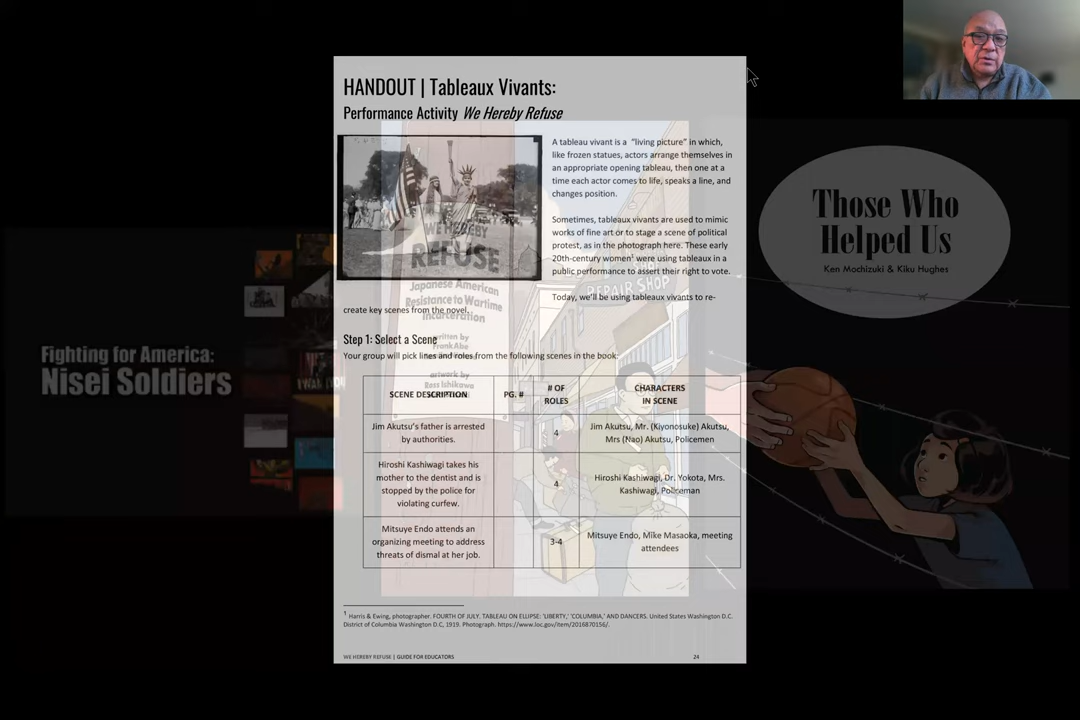 HANDOUT | Tableaux Vivants:
Performance Activity We Hereby Refuse
A tableau vivant is a "living picture" in which,
like frozen statues, actors arrange themselves in
an appropriate opening tableau, then one at a
time each actor comes to life, speaks a line, and
changes position.
Sometimes, tableaux vivants are used to mimic
works of fine art or to stage a scene of political
protest, as in the photograph here. These early
20th-century women¹ were using tableaux in a
public performance to assert their right to vote.
Today, we'll be using tableaux vivants to re-
create key scenes from the novel.
Step 1: Select a Scene
Your group will pick lines and roles from the following scenes in the book:
SCENE DESCRIPTION
PG. #
# OF
ROLES
CHARACTERS
IN SCENE
Jim Akutsu's father is arrested
by authorities.
4
Jim Akutsu, Mr. (Kiyonosuke) Akutsu,
Mrs (Nao) Akutsu, Policemen
Hiroshi Kashiwagi takes his
mother to the dentist and is
stopped by the police for
violating curfew.
4
Hiroshi Kashiwagi, Dr. Yokota, Mrs.
Kashiwagi, Policeman
Mitsuye Endo attends an
organizing meeting to address
threats of dismal at her job.
3-4
Mitsuye Endo, Mike Masaoka, meeting
attendees
1 Harris & Ewing, photographer. FOURTH OF JULY. TABLEAU ON ELLIPSE: 'LIBERTY,' 'COLUMBIA,' AND DANCERS. United States Washington D.C.
District of Columbia Washington D.C, 1919. Photograph. https://www.loc.gov/item/2016870156/.
WE HEREBY REFUSE | GUIDE FOR EDUCATORS
24
WE HEREBY
REFUSE
Japanese American
Resistance to Wartime
Incarceration
written by
Frank Abe
artwork by
Ross Ishikawa
REPAIR SHOP
Fighting for America:
Nisei Soldiers
Those Who
Helped Us
Ken Mochizuki & Kiku Hughes